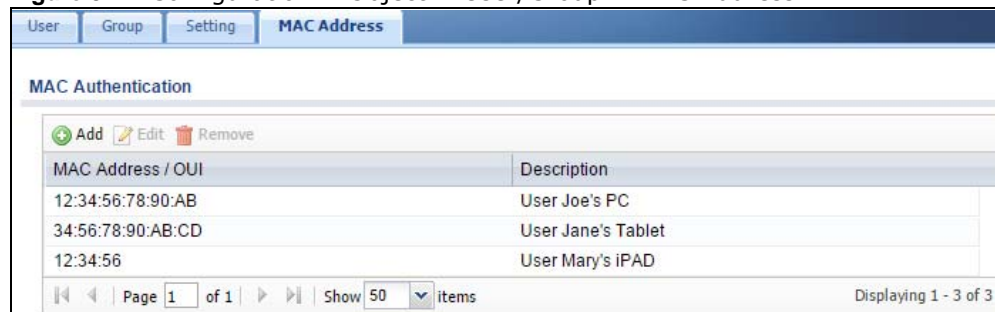 User Group Setting MAC Address
MAC Authentication
Add Edit Remove
MAC Address / OUI Description
12:34:56:78:90:AB User Joe's PC
34:56:78:90:AB:CD User Jane's Tablet
12:34:56 User Mary's iPAD
Page 1 of 1 Show 50 items Displaying 1 - 3 of 3